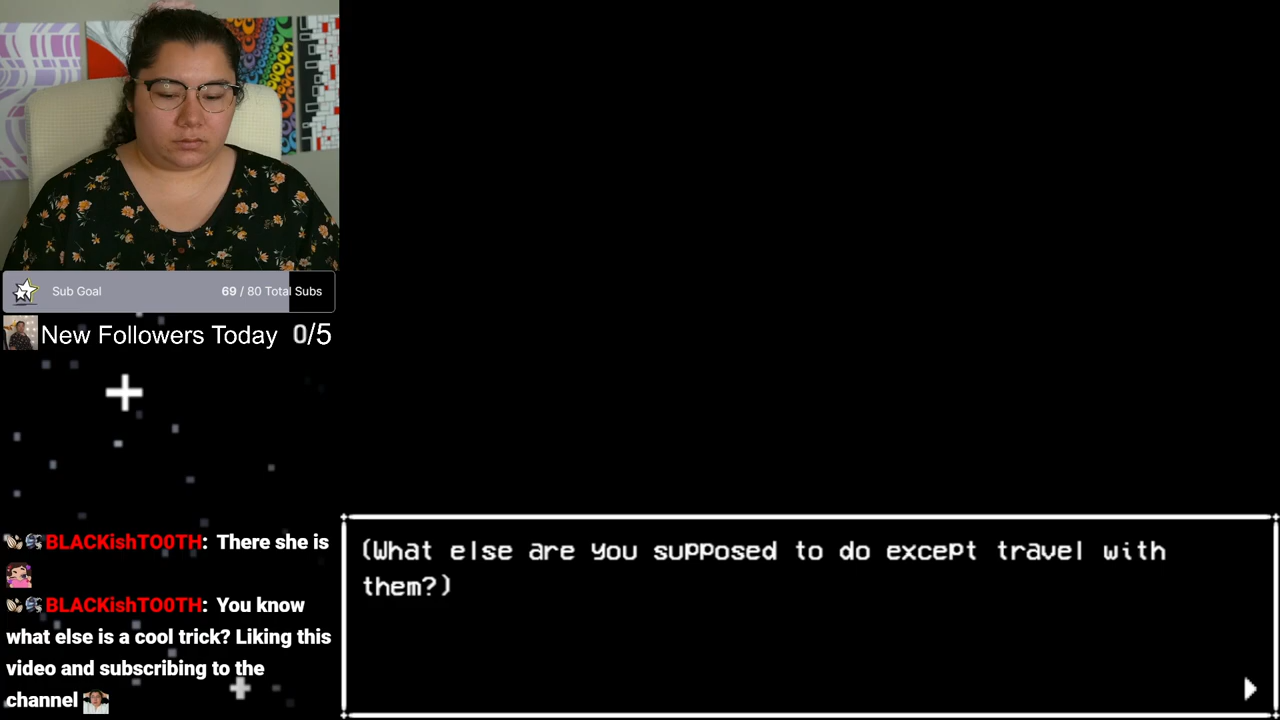 Sub Goal 69 / 80 Total Subs
New Followers Today 0/5
BLACKishTO0TH: There she is
BLACKishTO0TH: You know
what else is a cool trick? Liking this
video and subscribing to the
channel
(What else are you supposed to do except travel with
them?)